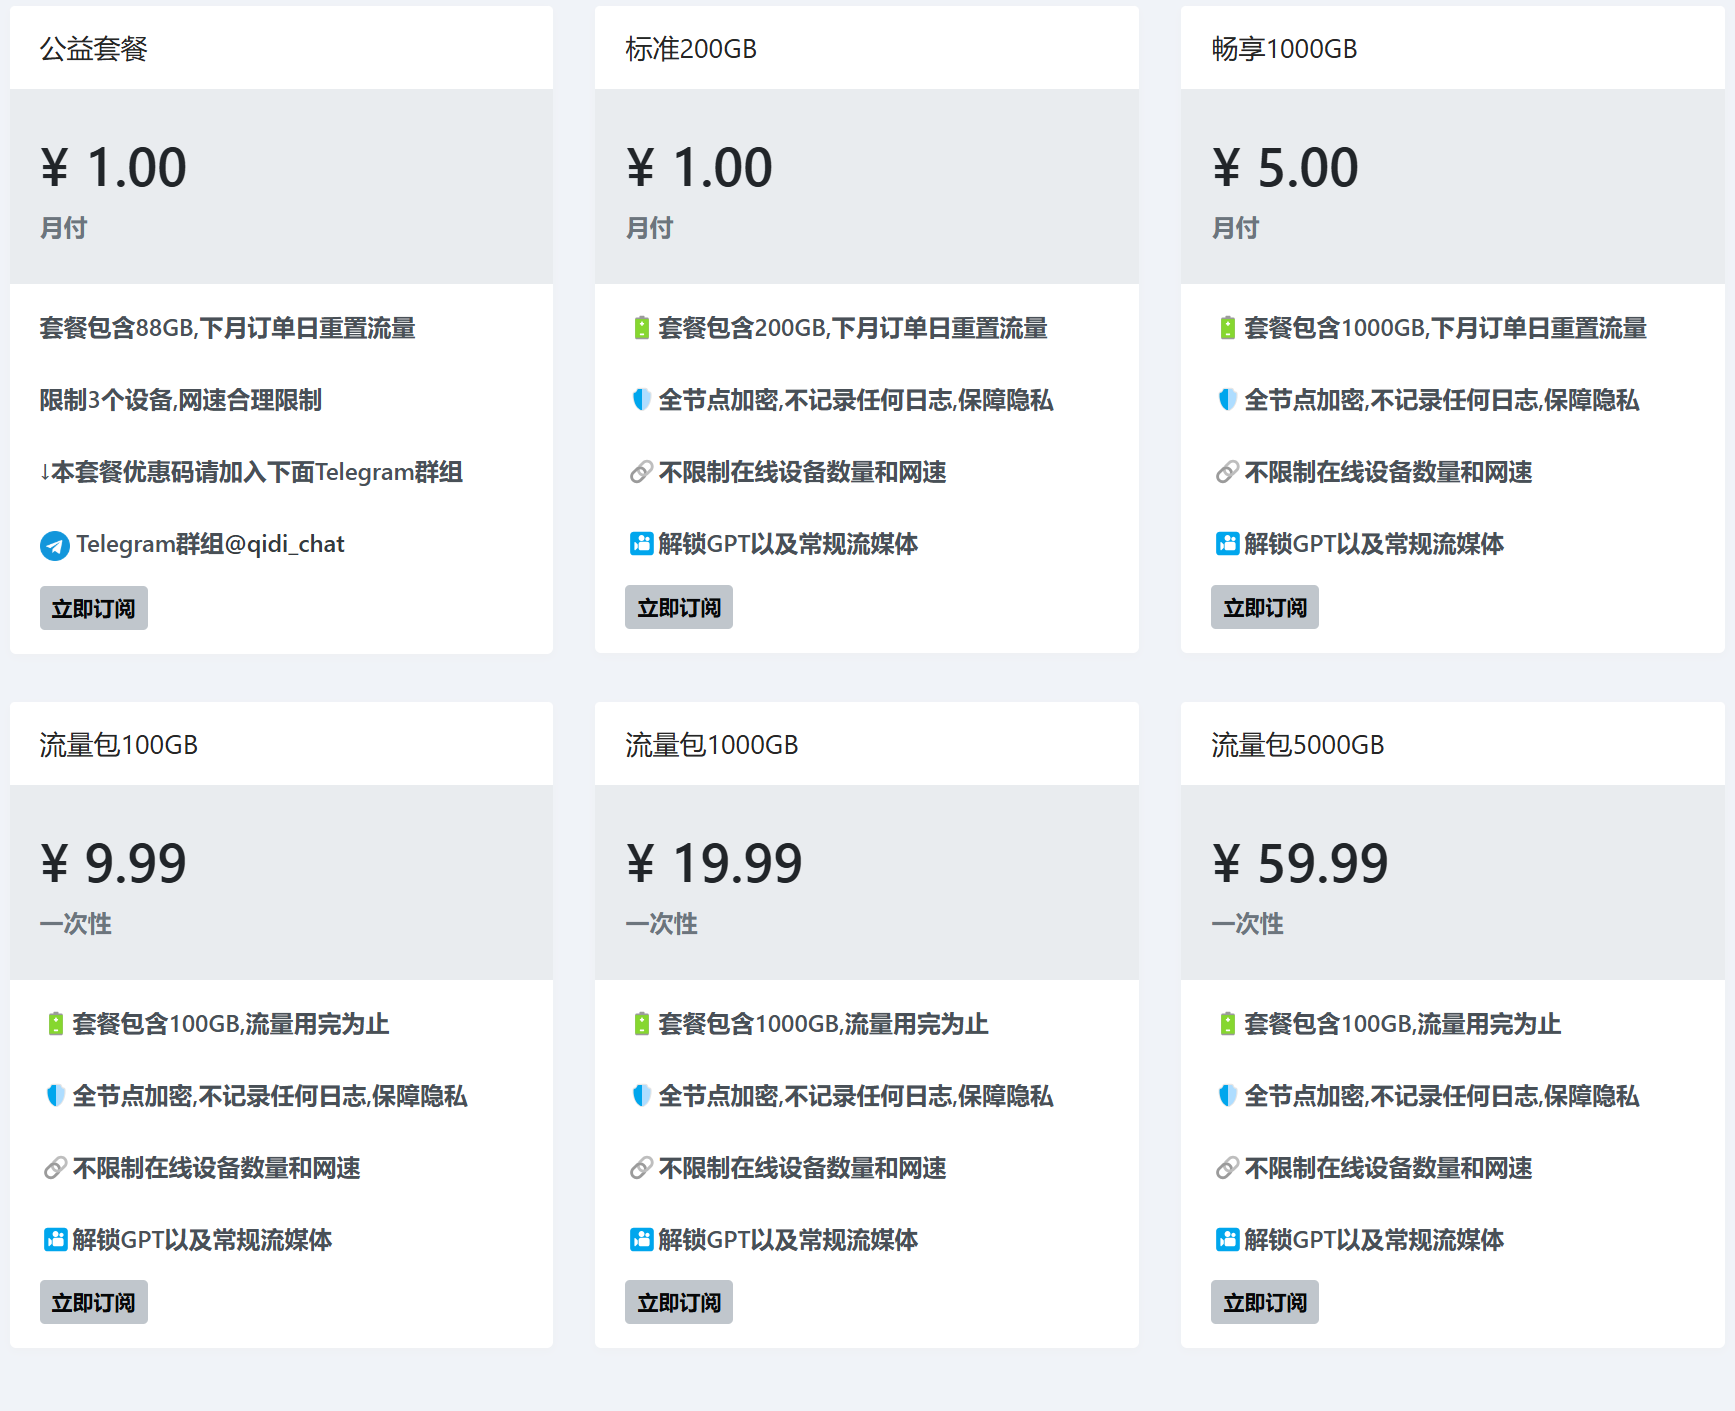 公益套餐
¥ 1.00
月付
套餐包含88GB,下月订单日重置流量
限制3个设备,网速合理限制
↓本套餐优惠码请加入下面Telegram群组
Telegram群组@qidi_chat
立即订阅
标准200GB
¥ 1.00
月付
套餐包含200GB,下月订单日重置流量
全节点加密,不记录任何日志,保障隐私
不限制在线设备数量和网速
解锁GPT以及常规流媒体
立即订阅
畅享1000GB
¥ 5.00
月付
套餐包含1000GB,下月订单日重置流量
全节点加密,不记录任何日志,保障隐私
不限制在线设备数量和网速
解锁GPT以及常规流媒体
立即订阅
流量包100GB
¥ 9.99
一次性
套餐包含100GB,流量用完为止
全节点加密,不记录任何日志,保障隐私
不限制在线设备数量和网速
解锁GPT以及常规流媒体
立即订阅
流量包1000GB
¥ 19.99
一次性
套餐包含1000GB,流量用完为止
全节点加密,不记录任何日志,保障隐私
不限制在线设备数量和网速
解锁GPT以及常规流媒体
立即订阅
流量包5000GB
¥ 59.99
一次性
套餐包含100GB,流量用完为止
全节点加密,不记录任何日志,保障隐私
不限制在线设备数量和网速
解锁GPT以及常规流媒体
立即订阅